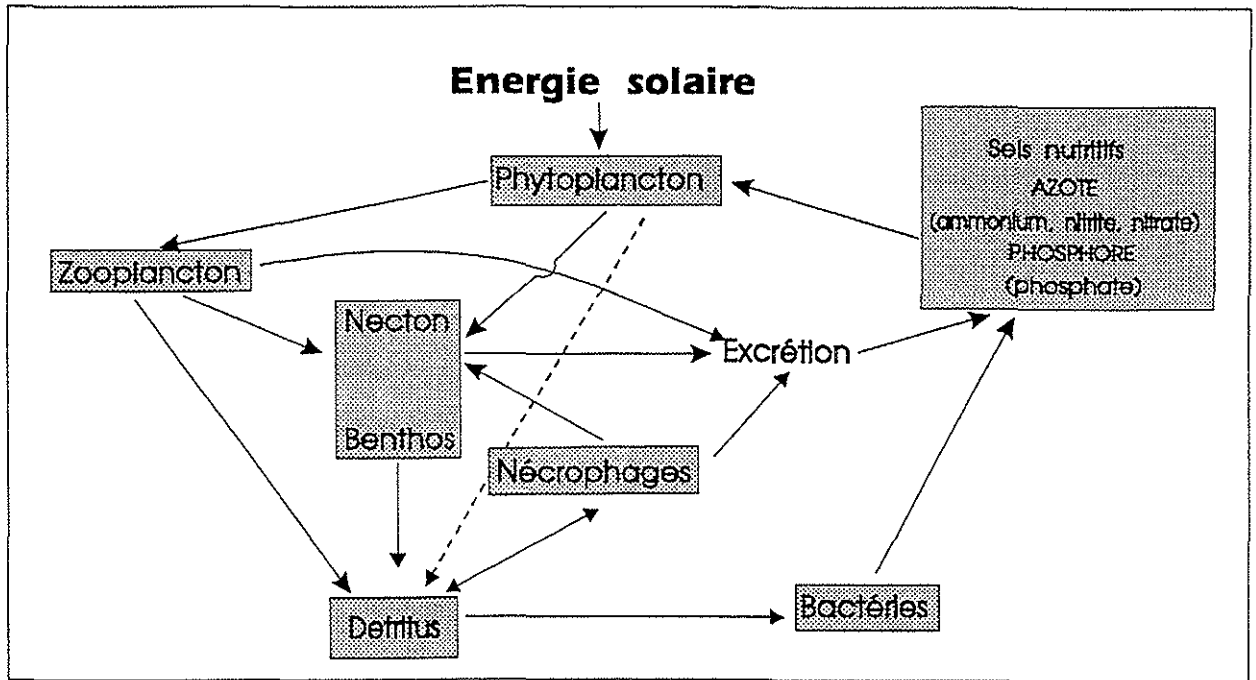 Energie solaire
Phytoplancton
Sels nutritifs
AZOTE
(ammonium, nitrite, nitrate)
PHOSPHORE
(phosphate)
Zooplancton
Necton
Excrétion
Benthos
Nécrophages
Bactéries
Detritus